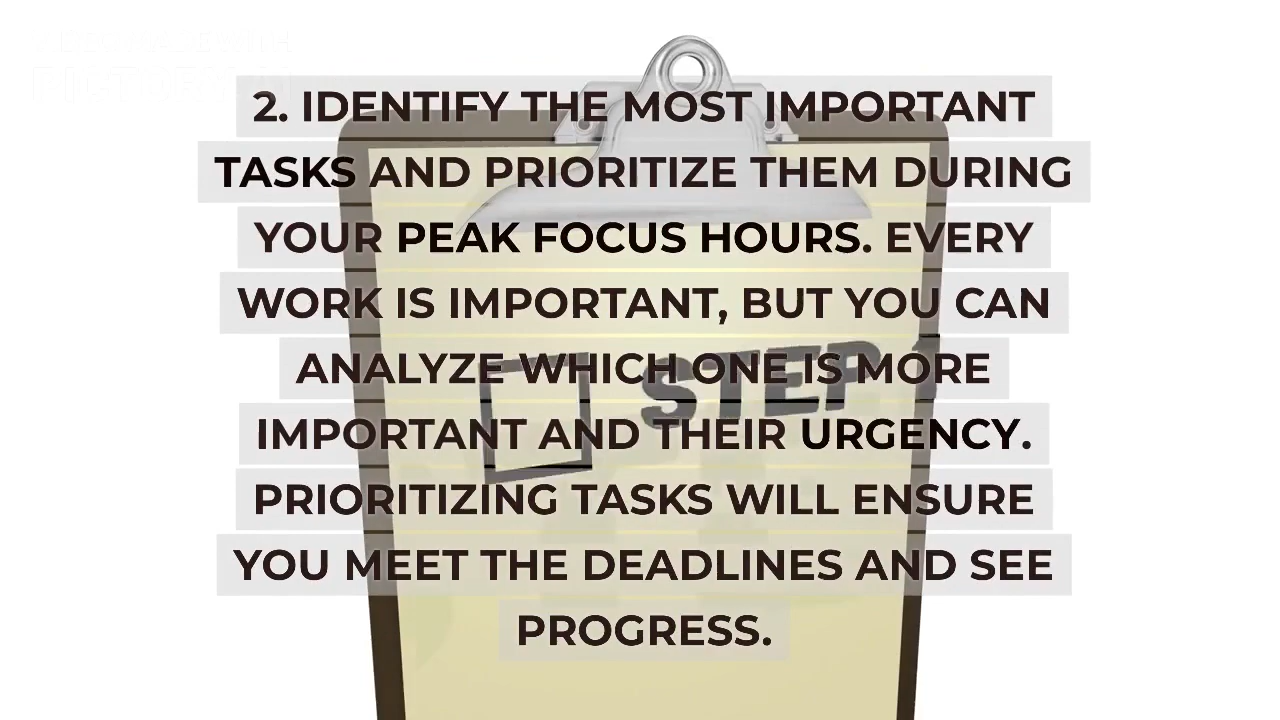 2. IDENTIFY THE MOST IMPORTANT
TASKS AND PRIORITIZE THEM DURING
YOUR PEAK FOCUS HOURS. EVERY
WORK IS IMPORTANT, BUT YOU CAN
ANALYZE WHICH ONE IS MORE
IMPORTANT AND THEIR URGENCY.
PRIORITIZING TASKS WILL ENSURE
YOU MEET THE DEADLINES AND SEE
PROGRESS.
STEP